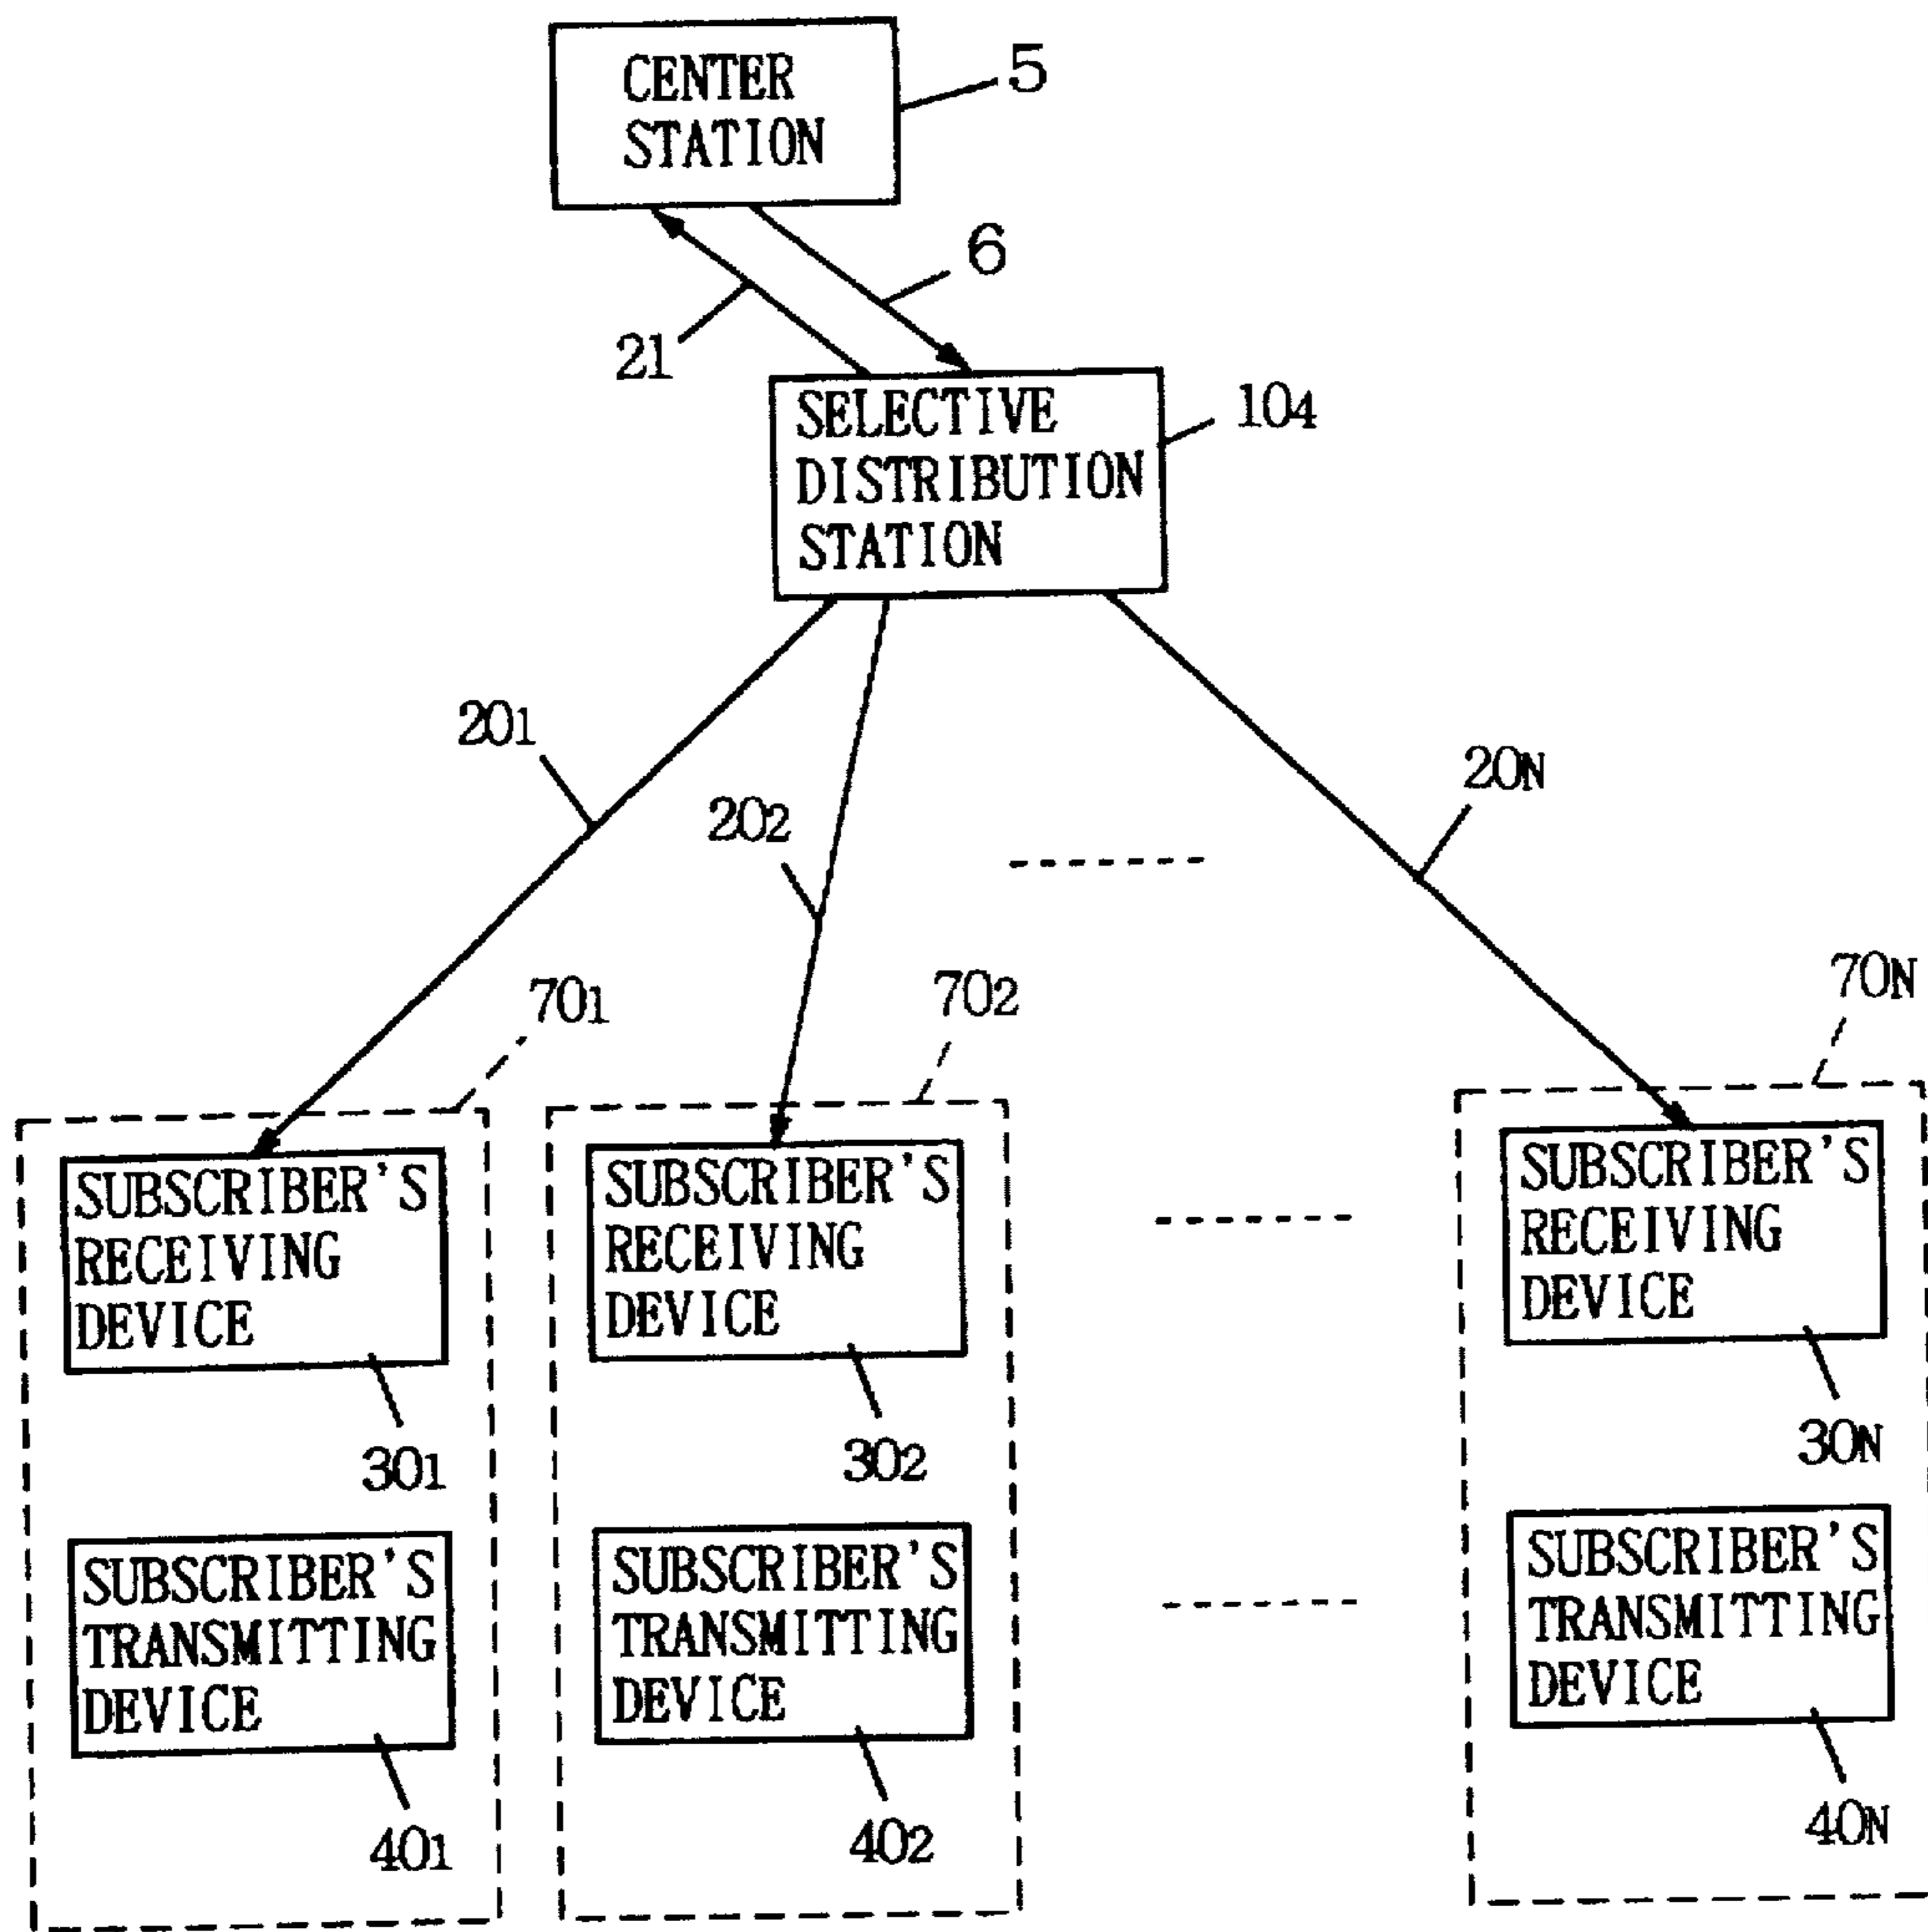 CENTER
STATION
5
6
21
SELECTIVE
DISTRIBUTION
STATION
104
201
202
20N
701
702
70N
SUBSCRIBER'S
RECEIVING
DEVICE
301
SUBSCRIBER'S
RECEIVING
DEVICE
302
SUBSCRIBER'S
RECEIVING
DEVICE
30N
SUBSCRIBER'S
TRANSMITTING
DEVICE
401
SUBSCRIBER'S
TRANSMITTING
DEVICE
402
SUBSCRIBER'S
TRANSMITTING
DEVICE
40N